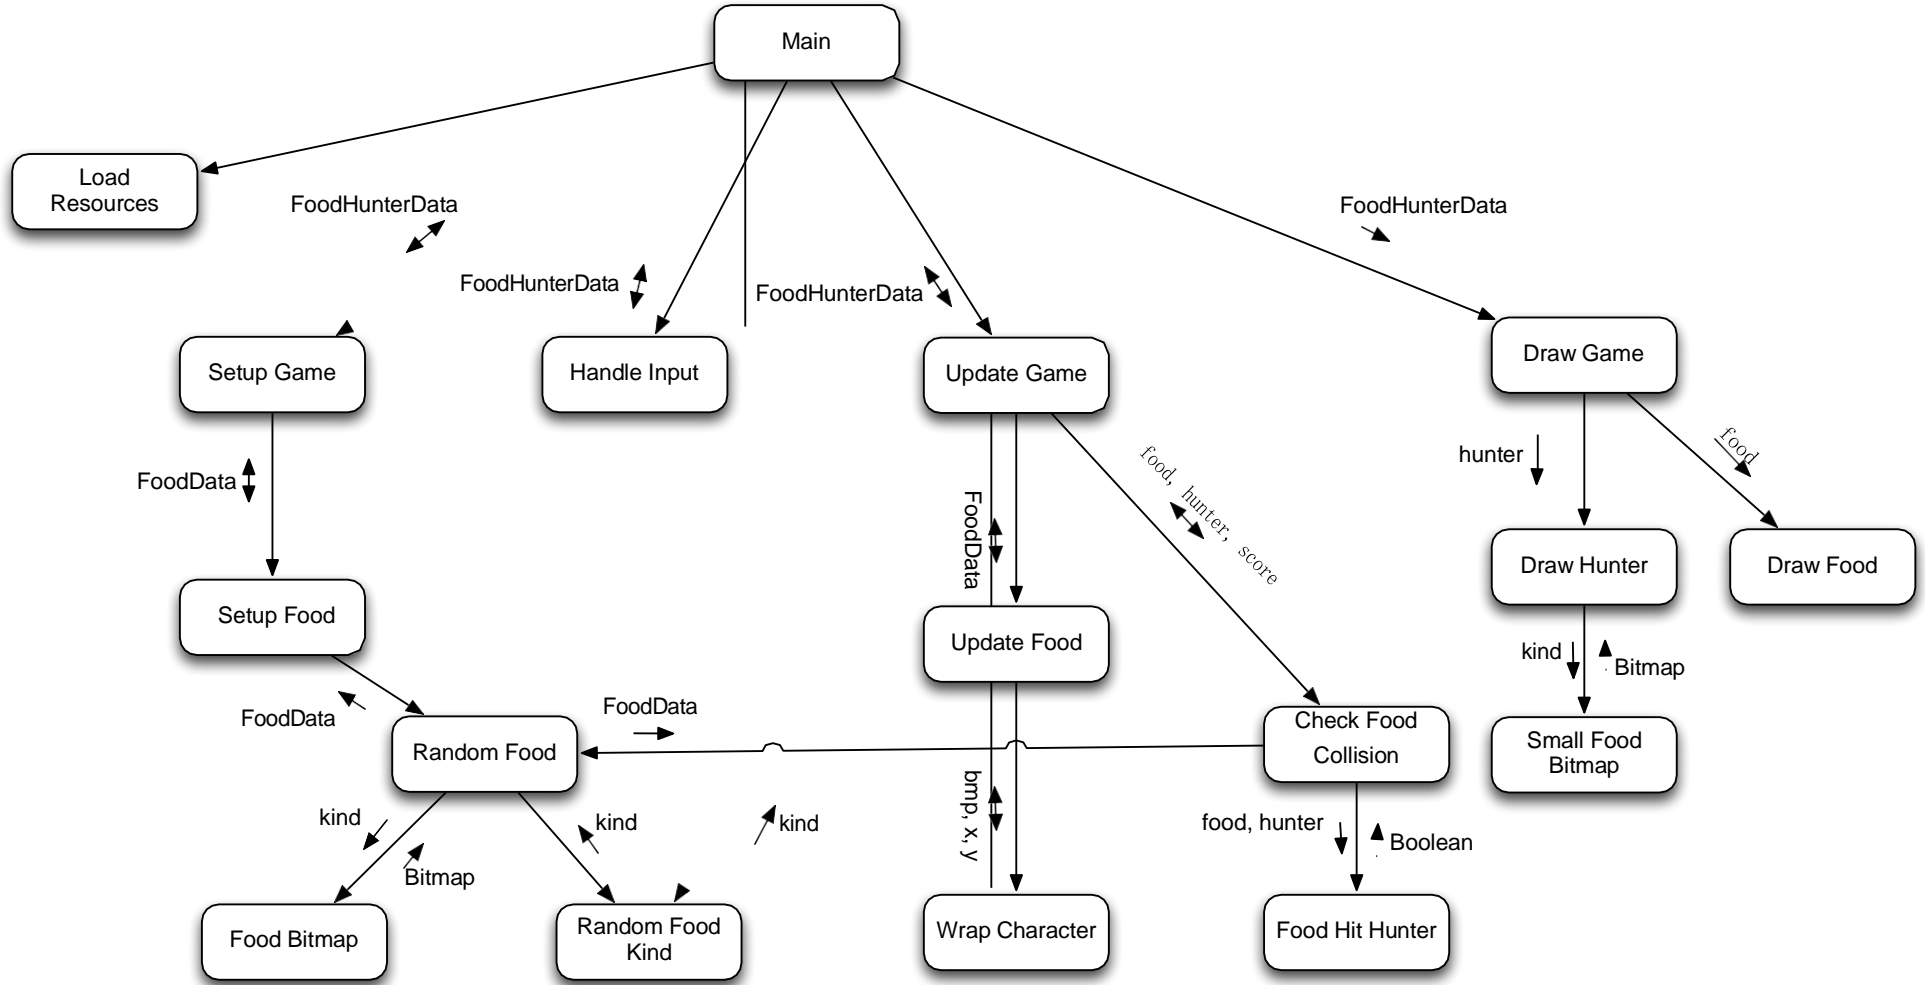 Main
Load
Resources
FoodHunterData
FoodHunterData
FoodHunterData
FoodHunterData
Setup Game
Handle Input
Update Game
Draw Game
FoodData
FoodData
food, hunter, score
hunter
food
Setup Food
Update Food
Draw Hunter
Draw Food
kind
Bitmap
FoodData
FoodData
Random Food
Check Food
Collision
Small Food
Bitmap
kind
Bitmap
kind
kind
bmp, x, y
food, hunter
Boolean
Food Bitmap
Random Food
Kind
Wrap Character
Food Hit Hunter